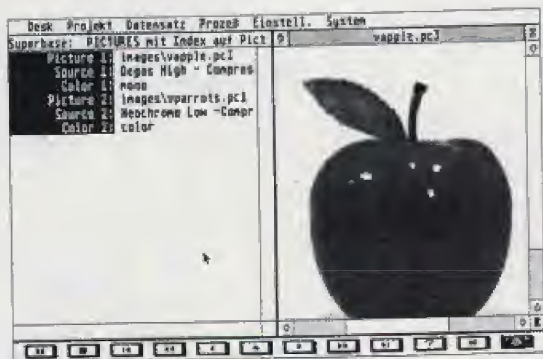 Desk Projekt Datensatz Prozeß Einstell. System
Superbase: PICTURES mit Index auf Pict
vapple.pc3
Picture 1: images\vapple.pc3
Source 1: Degas High - Compres
Color 1: mono
Picture 2: images\vparrots.pc1
Source 2: Neochrome Low -Compr
Color 2: color